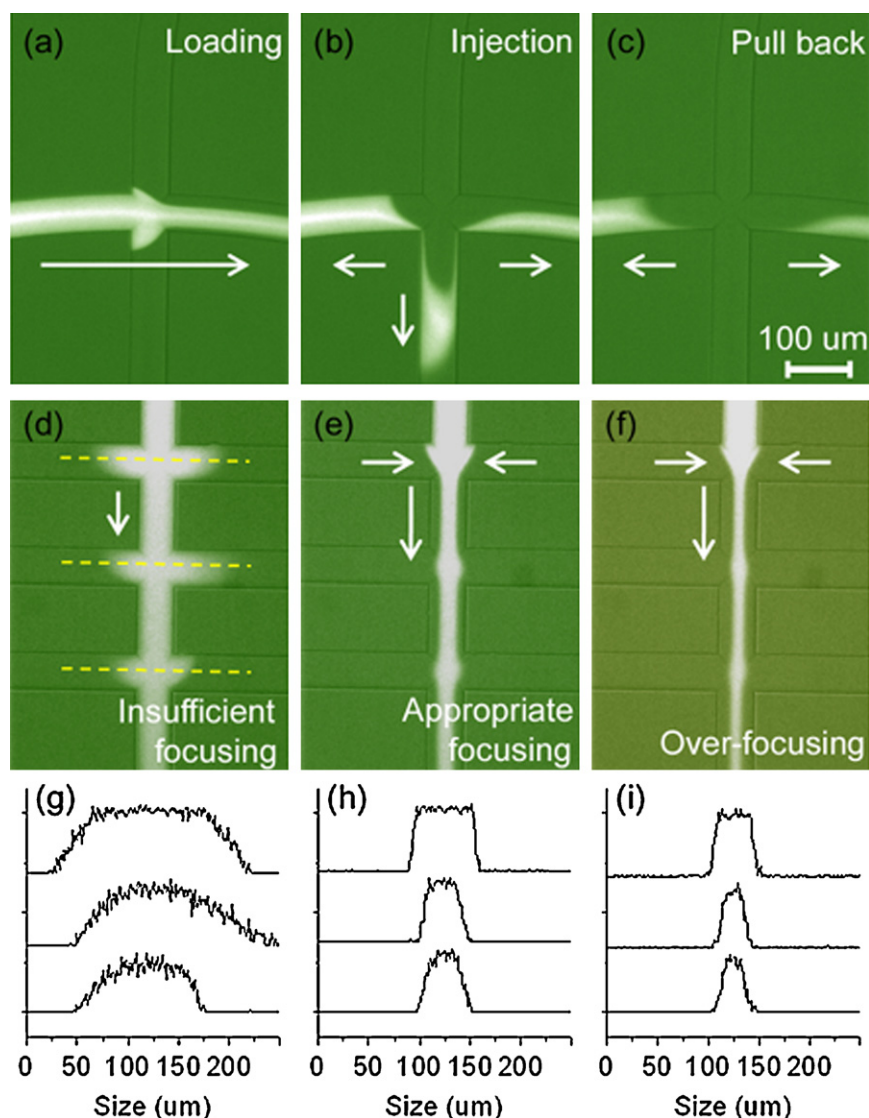 (a) Loading
(b) Injection
(c) Pull back
100 um
(d)
(e)
(f)
Insufficient
focusing
Appropriate
focusing
Over-focusing
(g)
(h)
(i)
0 50 100 150 200
0 50 100 150 200
0 50 100 150 200
Size (um)
Size (um)
Size (um)